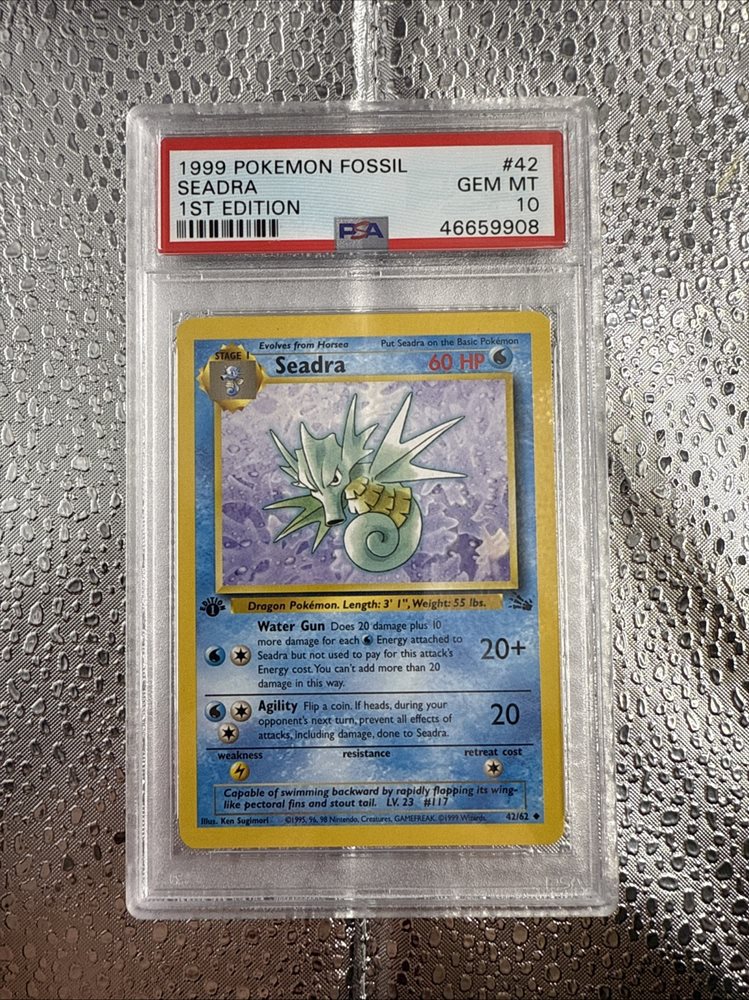 1999 POKEMON FOSSIL #42
SEADRA GEM MT
1ST EDITION 10
PSA 46659908
Evolves from Horsea Put Seadra on the Basic Pokémon
STAGE 1
Seadra 60 HP
EDITION 1
Dragon Pokémon. Length: 3' 1", Weight: 55 lbs.
Water Gun Does 20 damage plus 10
more damage for each Energy attached to
Seadra but not used to pay for this attack's
Energy cost. You can't add more than 20
damage in this way.
20+
Agility Flip a coin. If heads, during your
opponent's next turn, prevent all effects of
attacks, including damage, done to Seadra.
20
weakness resistance retreat cost
Capable of swimming backward by rapidly flapping its wing-
like pectoral fins and stout tail. LV. 23 #117
Illus. Ken Sugimori ©1995, 96, 98 Nintendo, Creatures, GAMEFREAK. ©1999 Wizards. 42/62